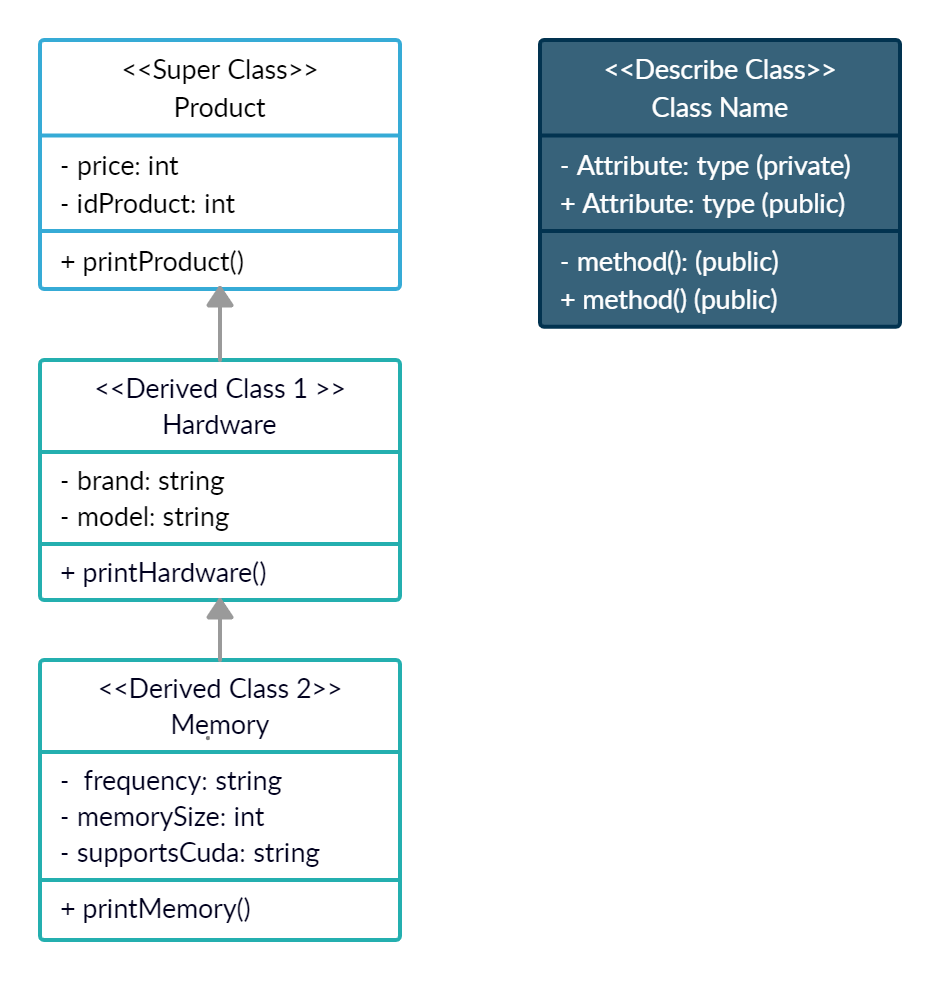 <<Super Class>>
Product
- price: int
- idProduct: int
+ printProduct()
<<Describe Class>>
Class Name
- Attribute: type (private)
+ Attribute: type (public)
- method(): (public)
+ method() (public)
<<Derived Class 1 >>
Hardware
- brand: string
- model: string
+ printHardware()
<<Derived Class 2>>
Memory
- frequency: string
- memorySize: int
- supportsCuda: string
+ printMemory()